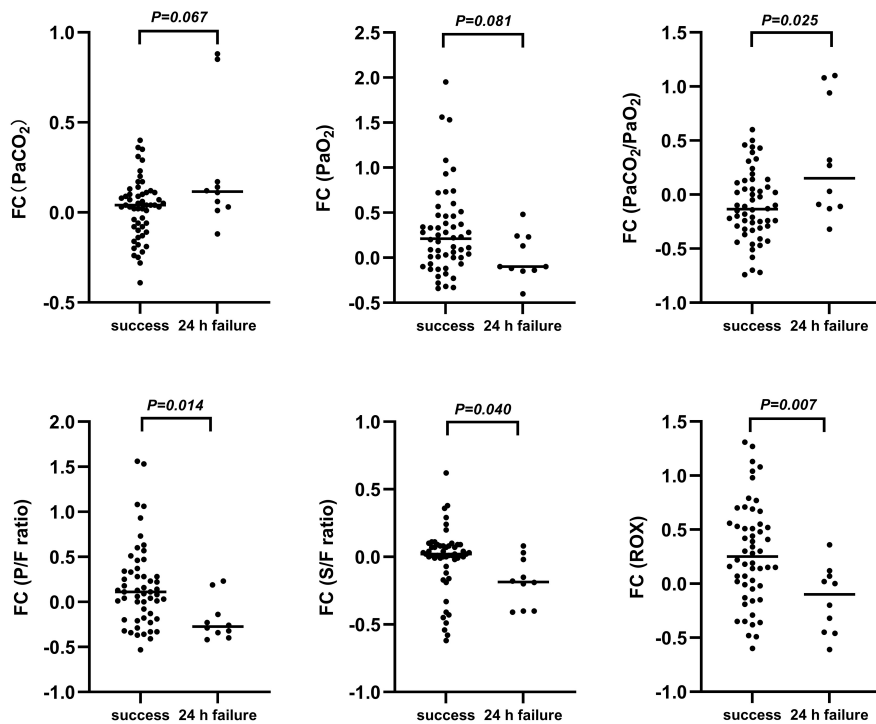 P=0.067
FC (PaCO2)
1.0
0.5
0.0
-0.5
success 24 h failure
P=0.081
FC (PaO2)
2.5
2.0
1.5
1.0
0.5
0.0
-0.5
success 24 h failure
P=0.025
FC (PaCO2/PaO2)
1.5
1.0
0.5
0.0
-0.5
-1.0
success 24 h failure
P=0.014
FC (P/F ratio)
2.0
1.5
1.0
0.5
0.0
-0.5
-1.0
success 24 h failure
P=0.040
FC (S/F ratio)
1.0
0.5
0.0
-0.5
-1.0
success 24 h failure
P=0.007
FC (ROX)
1.5
1.0
0.5
0.0
-0.5
-1.0
success 24 h failure